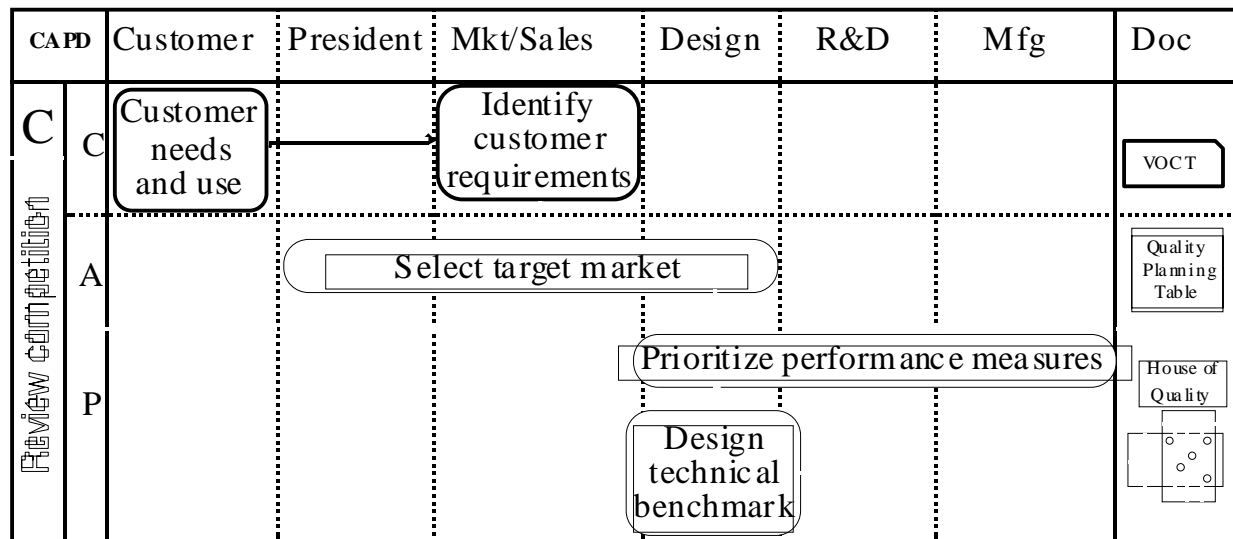 CAPD Customer President Mkt/Sales Design R&D Mfg Doc
C
Review competition
C
Customer
needs
and use
Identify
customer
requirements
VOCT
A
Select target market
Quality
Planning
Table
P
Prioritize performance measures
House of
Quality
Design
technical
benchmark